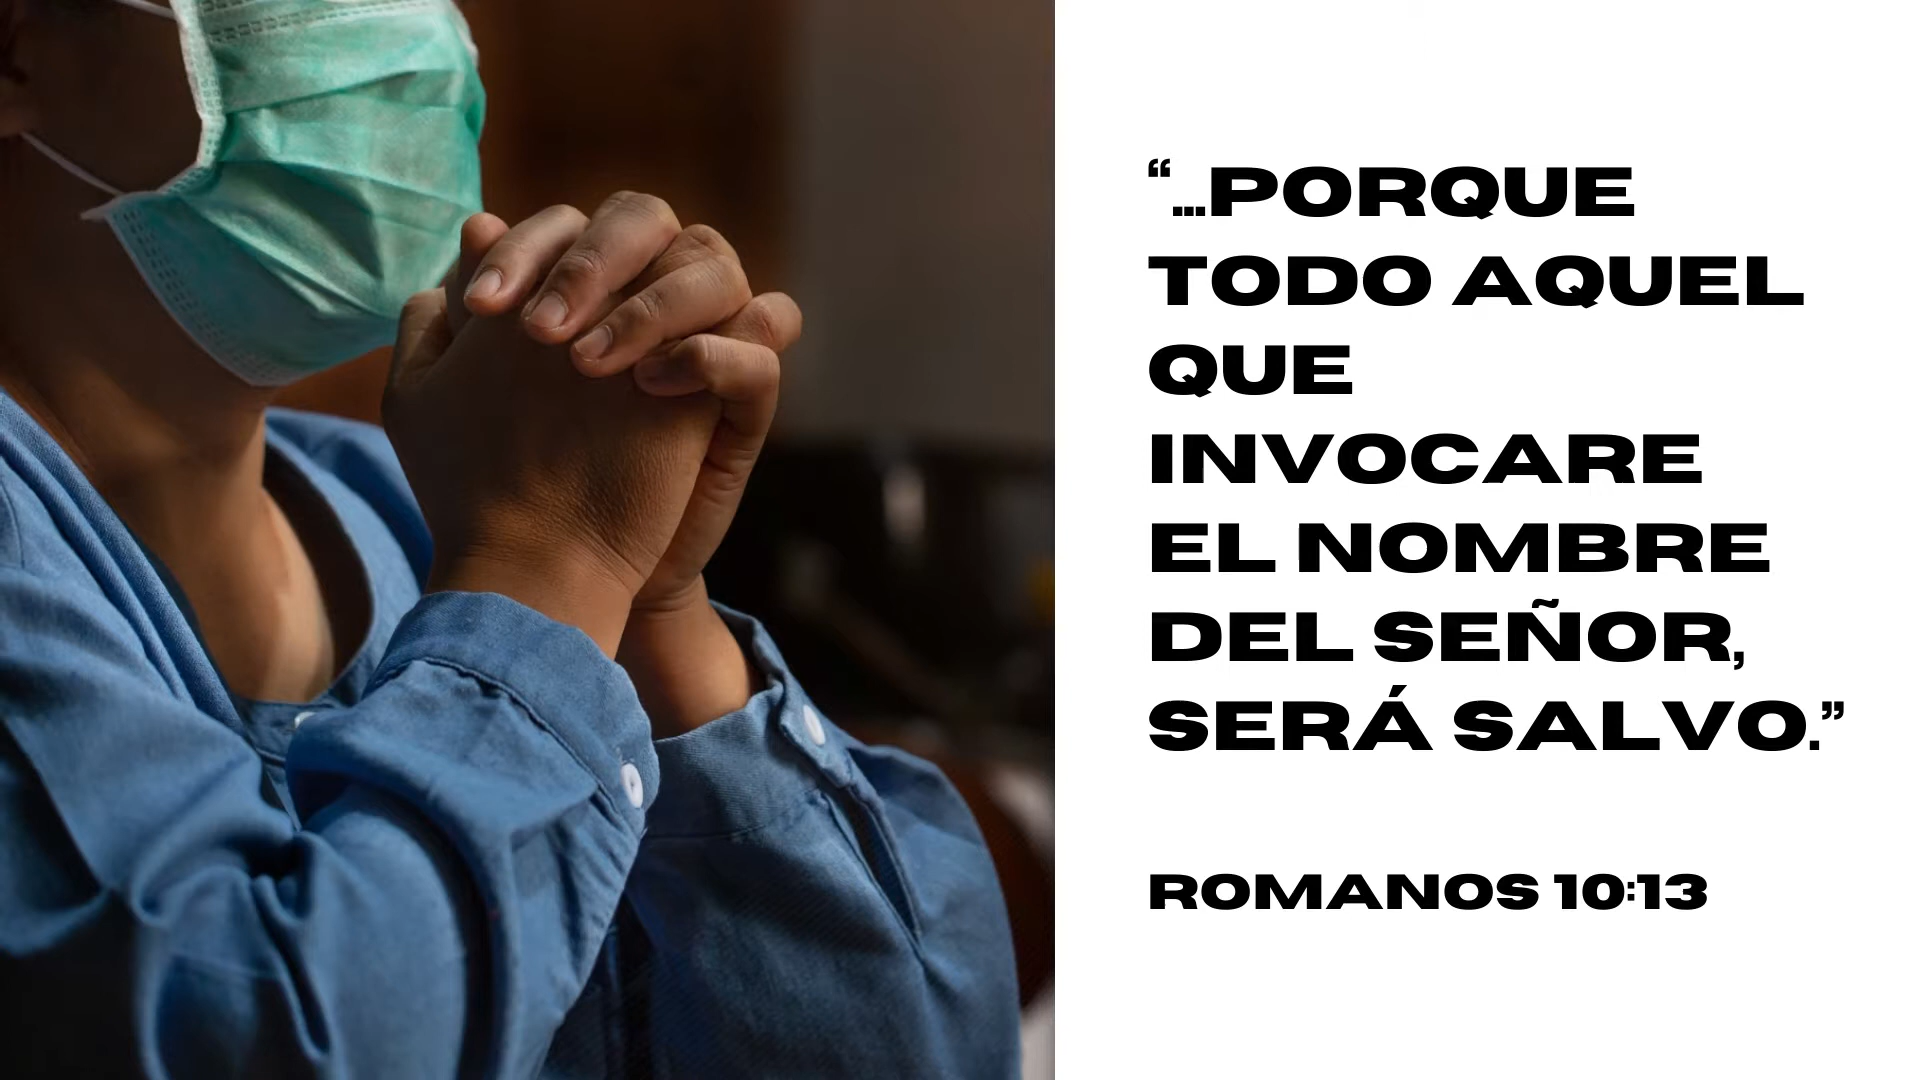 “...PORQUE
TODO AQUEL
QUE
INVOCARE
EL NOMBRE
DEL SEÑOR,
SERÁ SALVO.”
ROMANOS 10:13